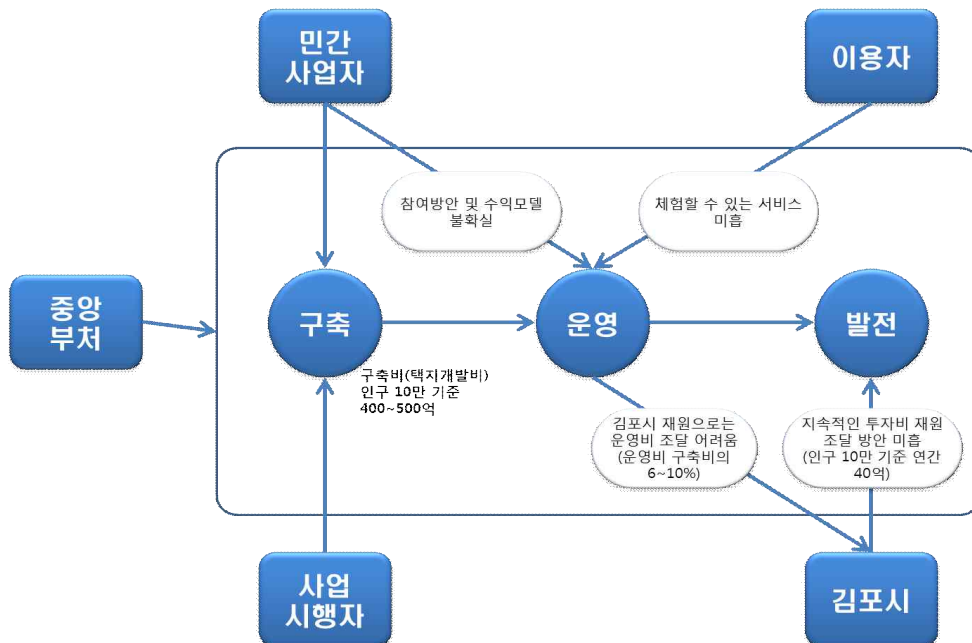 민간
사업자
이용자
참여방안 및 수익모델
불확실
체험할 수 있는 서비스
미흡
중앙
부처
구축
운영
발전
구축비(택지개발비)
인구 10만 기준
400~500억
김포시 재원으로는
운영비 조달 어려움
(운영비 구축비의
6~10%)
지속적인 투자비 재원
조달 방안 미흡
(인구 10만 기준 연간
40억)
사업
시행자
김포시